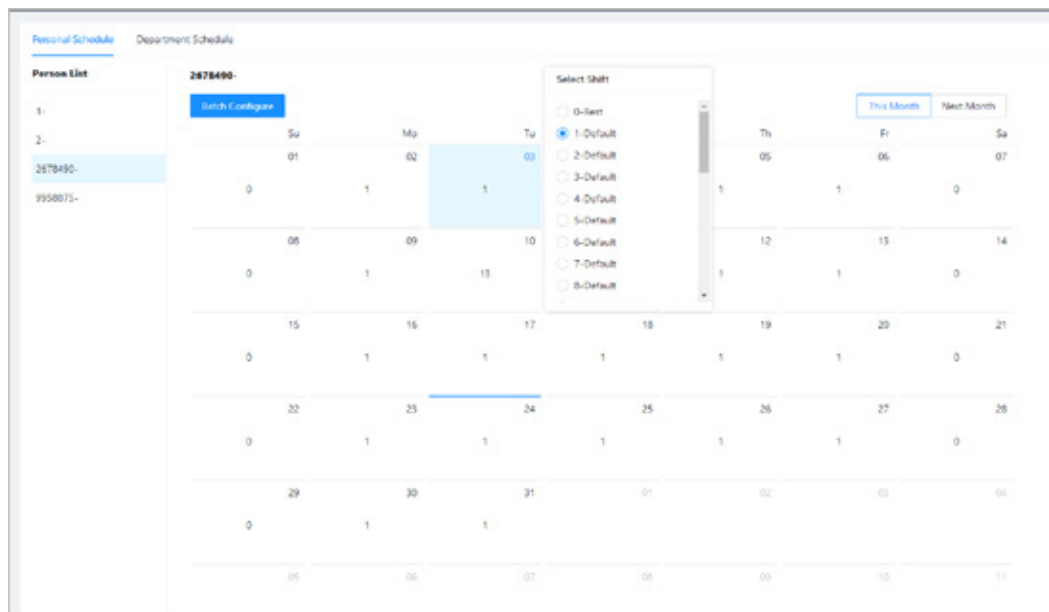 Personal Schedule Department Schedule
Person List
1-
2-
2678490-
9958875-
2678490-
Batch Configure
This Month Next Month
Select Shift
0-Rest
1-Default
2-Default
3-Default
4-Default
5-Default
6-Default
7-Default
8-Default
Su Mo Tu Th Fr Sa
01 02 03 05 06 07
0 1 1 1 1 0
08 09 10 12 13 14
0 1 13 1 1 0
15 16 17 18 19 20 21
0 1 1 1 1 1 0
22 23 24 25 26 27 28
0 1 1 1 1 1 0
29 30 31 01 02 03 04
0 1 1
05 06 07 08 09 10 11